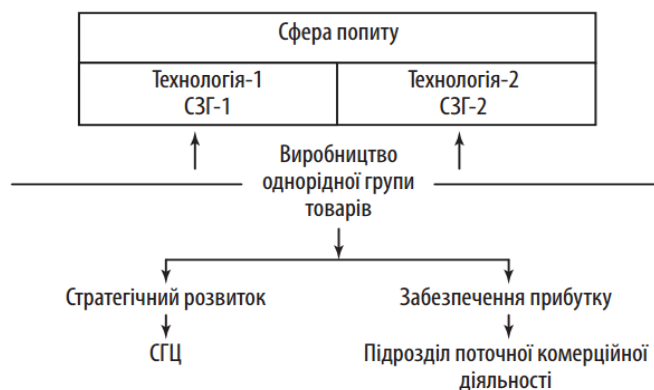 Сфера попиту
Технологія-1
СЗГ-1
Технологія-2
СЗГ-2
Виробництво
однорідної групи
товарів
Стратегічний розвиток
СГЦ
Забезпечення прибутку
Підрозділ поточної комерційної
діяльності